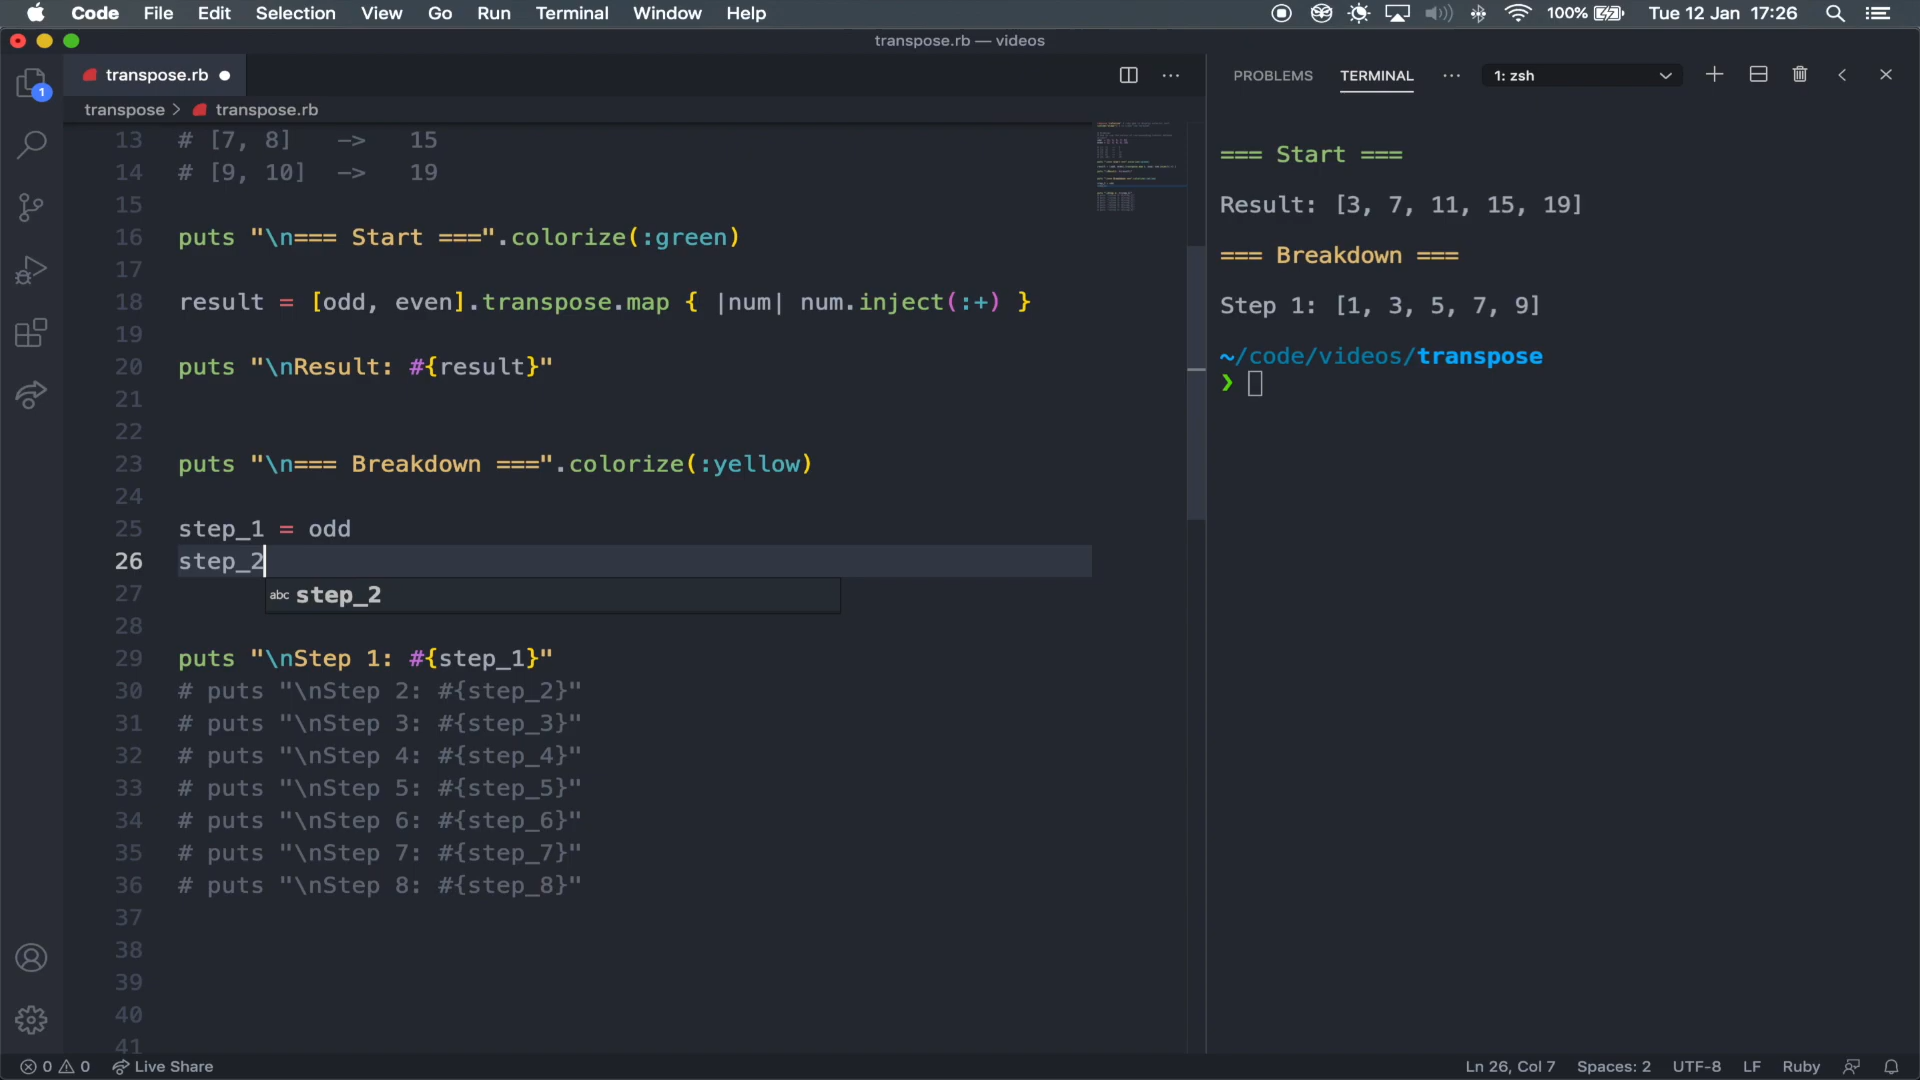 Code File Edit Selection View Go Run Terminal Window Help 100% Tue 12 Jan 17:26
transpose.rb — videos
transpose.rb
PROBLEMS TERMINAL ··· 1: zsh
transpose > transpose.rb
1
13 # [7, 8] —> 15
14 # [9, 10] —> 19
15
16 puts "\n=== Start ===".colorize(:green)
17
18 result = [odd, even].transpose.map { |num| num.inject(:+) }
19
20 puts "\nResult: #{result}"
21
22
23 puts "\n=== Breakdown ===".colorize(:yellow)
24
25 step_1 = odd
26 step_2
27 abc step_2
28
29 puts "\nStep 1: #{step_1}"
30 # puts "\nStep 2: #{step_2}"
31 # puts "\nStep 3: #{step_3}"
32 # puts "\nStep 4: #{step_4}"
33 # puts "\nStep 5: #{step_5}"
34 # puts "\nStep 6: #{step_6}"
35 # puts "\nStep 7: #{step_7}"
36 # puts "\nStep 8: #{step_8}"
37
38
39
40
41
=== Start ===
Result: [3, 7, 11, 15, 19]
=== Breakdown ===
Step 1: [1, 3, 5, 7, 9]
~/code/videos/transpose
❯
0 0 Live Share Ln 26, Col 7 Spaces: 2 UTF-8 LF Ruby